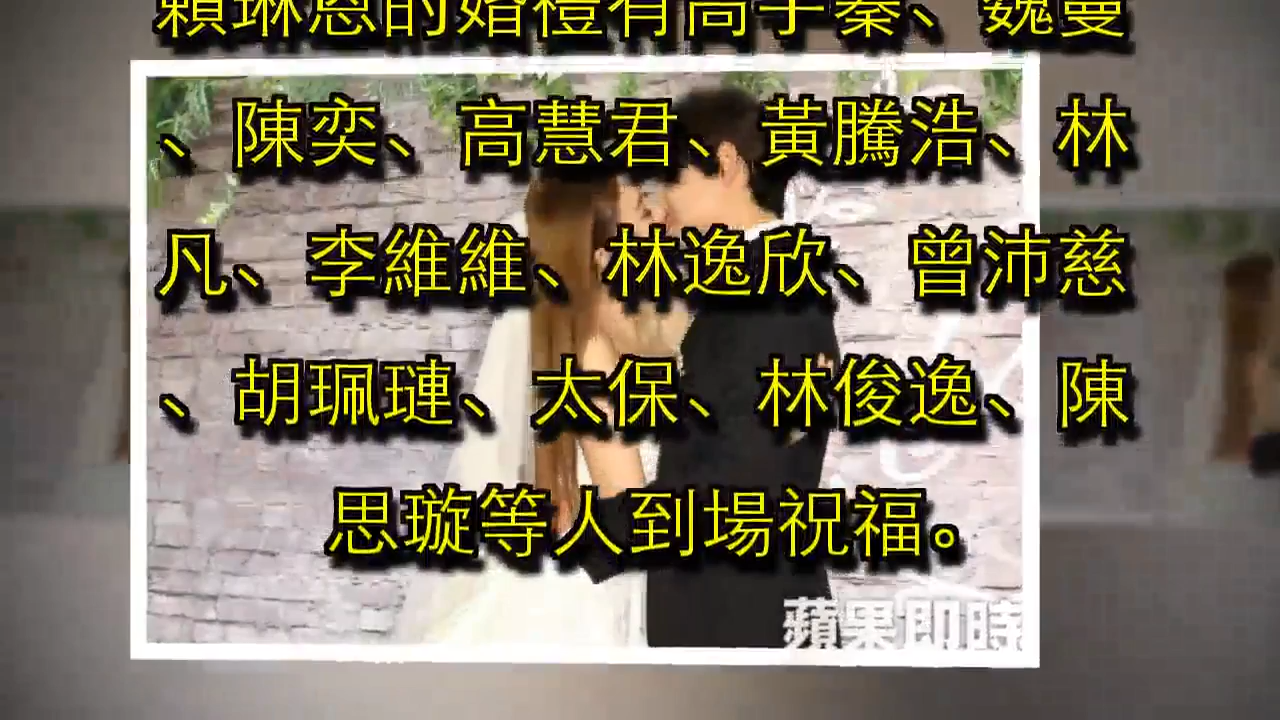 賴琳恩的婚禮有高宇蓁、魏蔓
、陳奕、高慧君、黃騰浩、林
凡、李維維、林逸欣、曾沛慈
、胡珮璉、太保、林俊逸、陳
思璇等人到場祝福。
蘋果即時